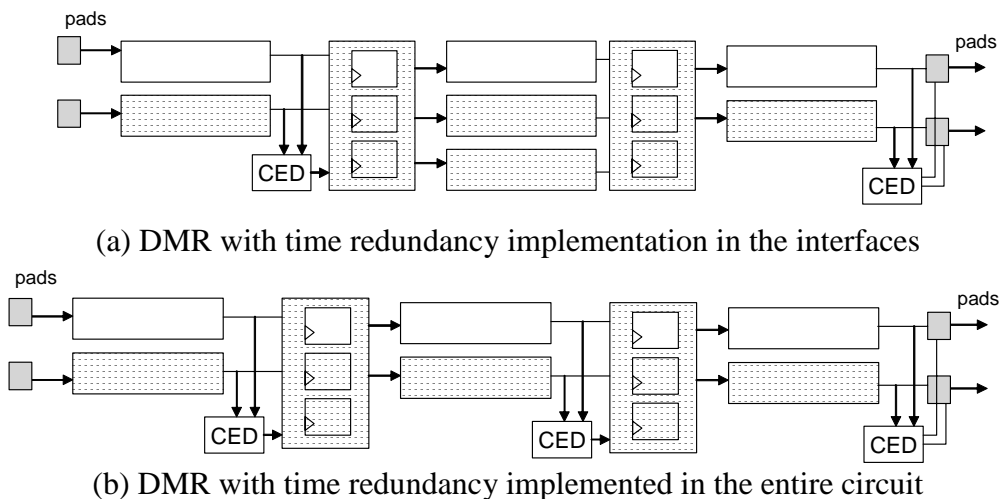 pads
pads
CED
CED
(a) DMR with time redundancy implementation in the interfaces
pads
pads
CED
CED
CED
(b) DMR with time redundancy implemented in the entire circuit